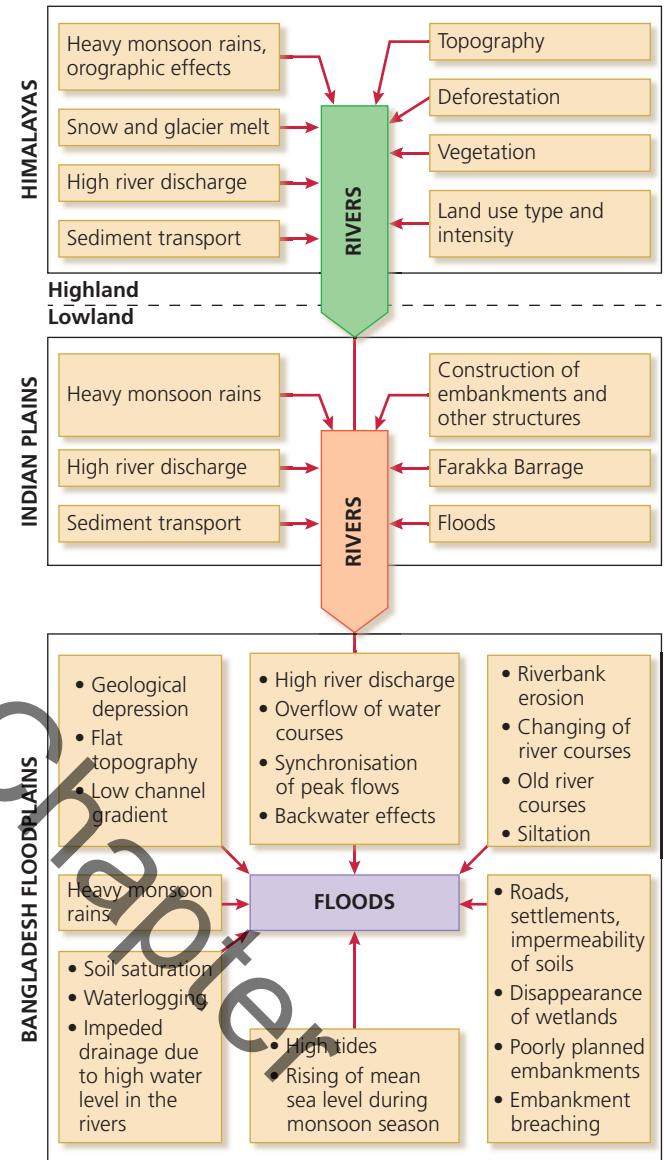 HIMALAYAS
Heavy monsoon rains,
orographic effects
Snow and glacier melt
High river discharge
Sediment transport
RIVERS
Topography
Deforestation
Vegetation
Land use type and
intensity
Highland
Lowland
INDIAN PLAINS
Heavy monsoon rains
High river discharge
Sediment transport
RIVERS
Construction of
embankments and
other structures
Farakka Barrage
Floods
BANGLADESH FLOODPLAINS
• Geological
depression
• Flat
topography
• Low channel
gradient
• High river discharge
• Overflow of water
courses
• Synchronisation
of peak flows
• Backwater effects
• Riverbank
erosion
• Changing of
river courses
• Old river
courses
• Siltation
Heavy monsoon
rains
FLOODS
• Soil saturation
• Waterlogging
• Impeded
drainage due
to high water
level in the
rivers
• High tides
• Rising of mean
sea level during
monsoon season
• Roads,
settlements,
impermeability
of soils
• Disappearance
of wetlands
• Poorly planned
embankments
• Embankment
breaching
Chapter